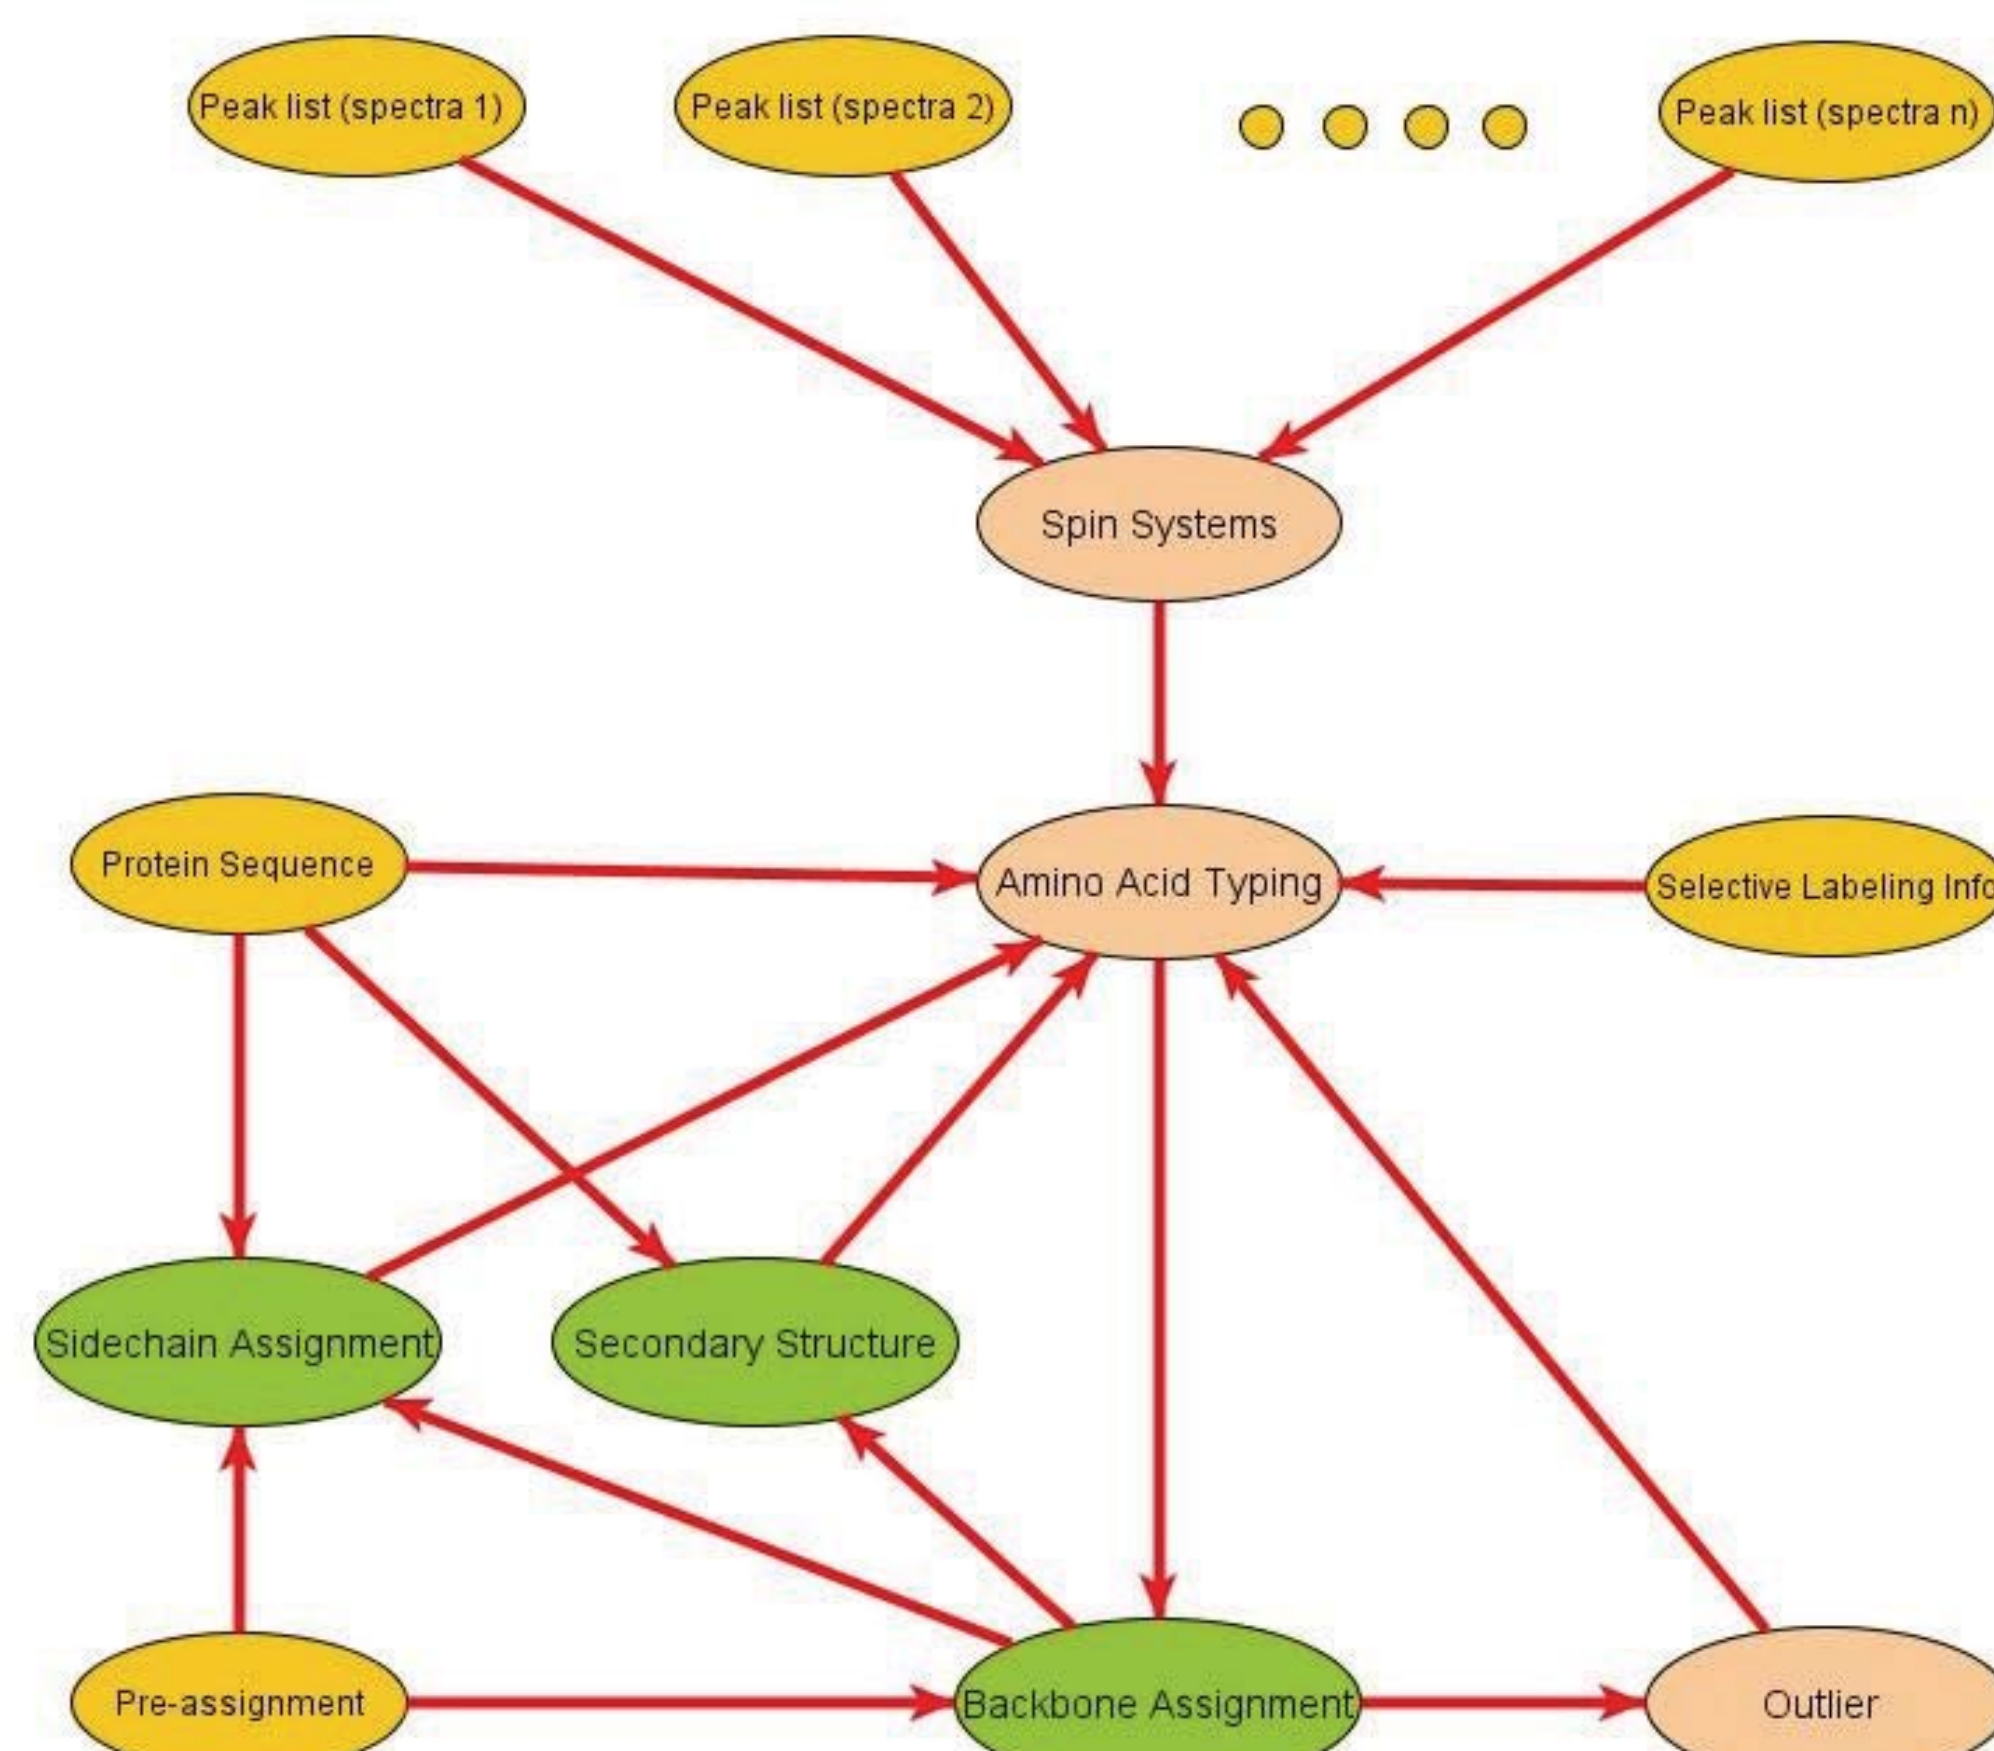 Peak list (spectra 1)
Peak list (spectra 2)
Peak list (spectra n)
Spin Systems
Protein Sequence
Amino Acid Typing
Selective Labeling Info
Sidechain Assignment
Secondary Structure
Pre-assignment
Backbone Assignment
Outlier